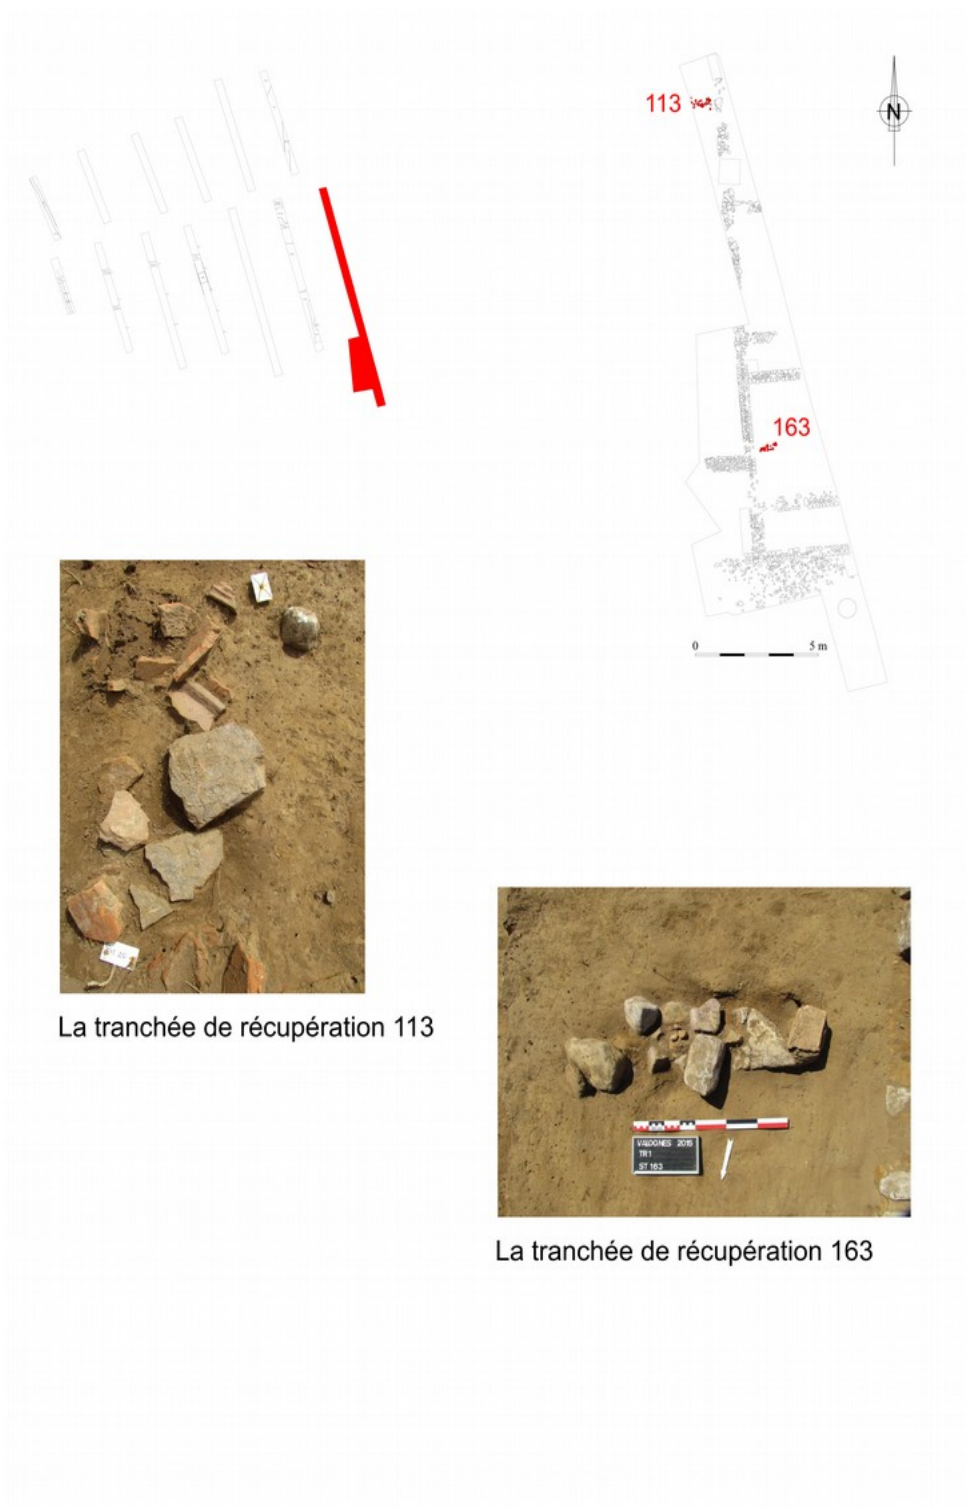 113
N
163
0 5 m
La tranchée de récupération 113
VALOGNES 2015
TR1
ST 163
La tranchée de récupération 163